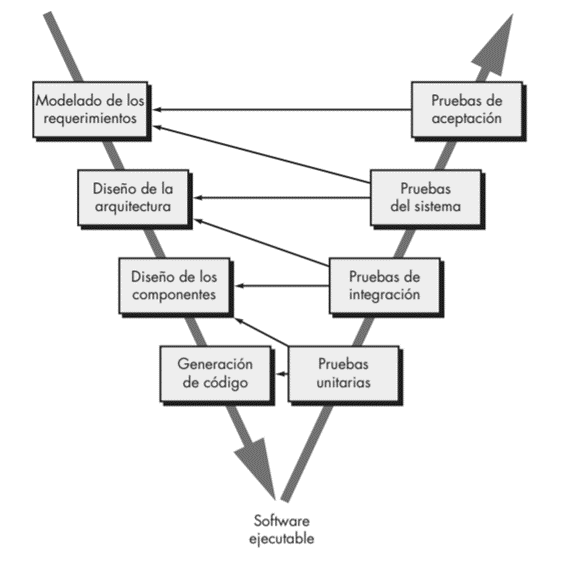 Modelado de los
requerimientos
Pruebas de
aceptación
Diseño de la
arquitectura
Pruebas
del sistema
Diseño de los
componentes
Pruebas de
integración
Generación
de código
Pruebas
unitarias
Software
ejecutable